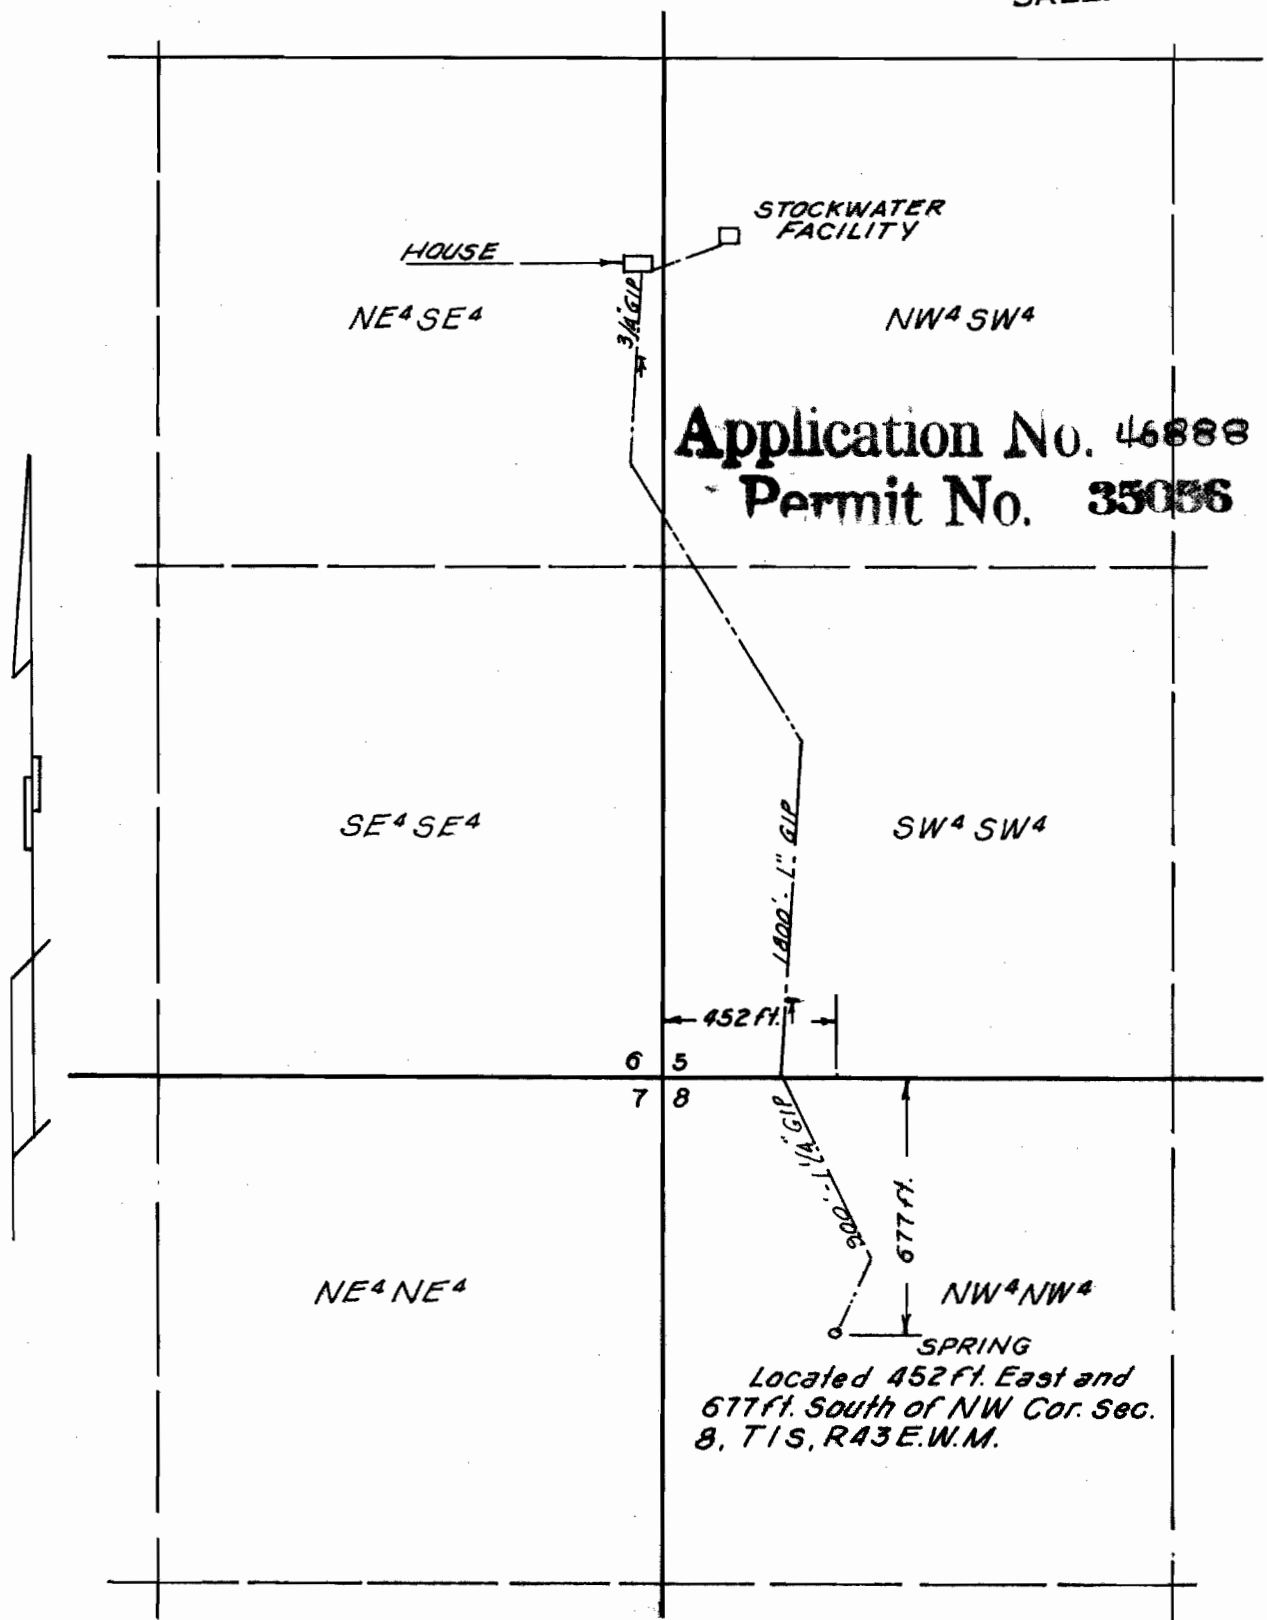 STOCKWATER
FACILITY
HOUSE
3/4" GIP
NE⁴ SE⁴
NW⁴ SW⁴
Application No. 46888
Permit No. 35056
SE⁴ SE⁴
SW⁴ SW⁴
1800' - 1" GIP
452 ft.
6 5
7 8
900' - 1 1/4" GIP
677 ft.
NE⁴ NE⁴
NW⁴ NW⁴
SPRING
Located 452 ft. East and
677 ft. South of NW Cor. Sec.
8, T1S, R43 E.W.M.